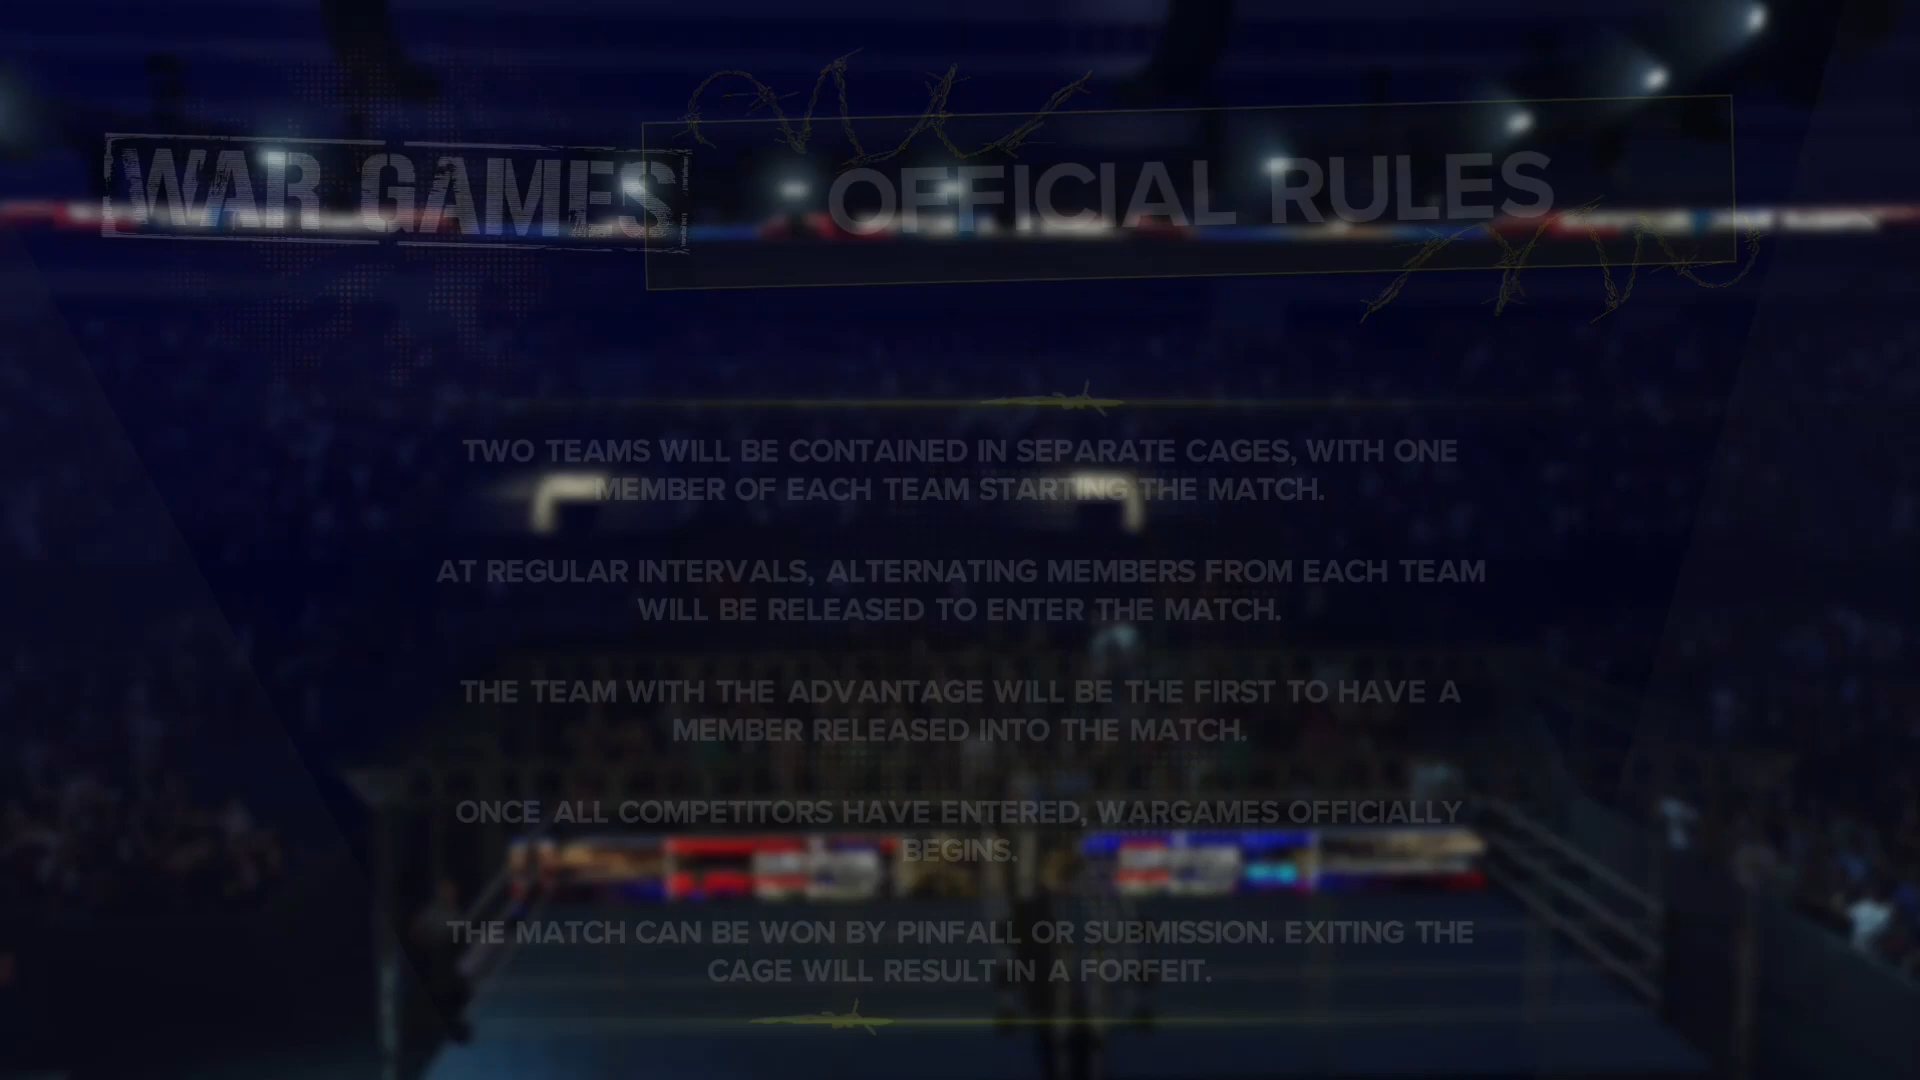 WAR GAMES
OFFICIAL RULES
TWO TEAMS WILL BE CONTAINED IN SEPARATE CAGES, WITH ONE
MEMBER OF EACH TEAM STARTING THE MATCH.
AT REGULAR INTERVALS, ALTERNATING MEMBERS FROM EACH TEAM
WILL BE RELEASED TO ENTER THE MATCH.
THE TEAM WITH THE ADVANTAGE WILL BE THE FIRST TO HAVE A
MEMBER RELEASED INTO THE MATCH.
ONCE ALL COMPETITORS HAVE ENTERED, WARGAMES OFFICIALLY
BEGINS.
THE MATCH CAN BE WON BY PINFALL OR SUBMISSION. EXITING THE
CAGE WILL RESULT IN A FORFEIT.